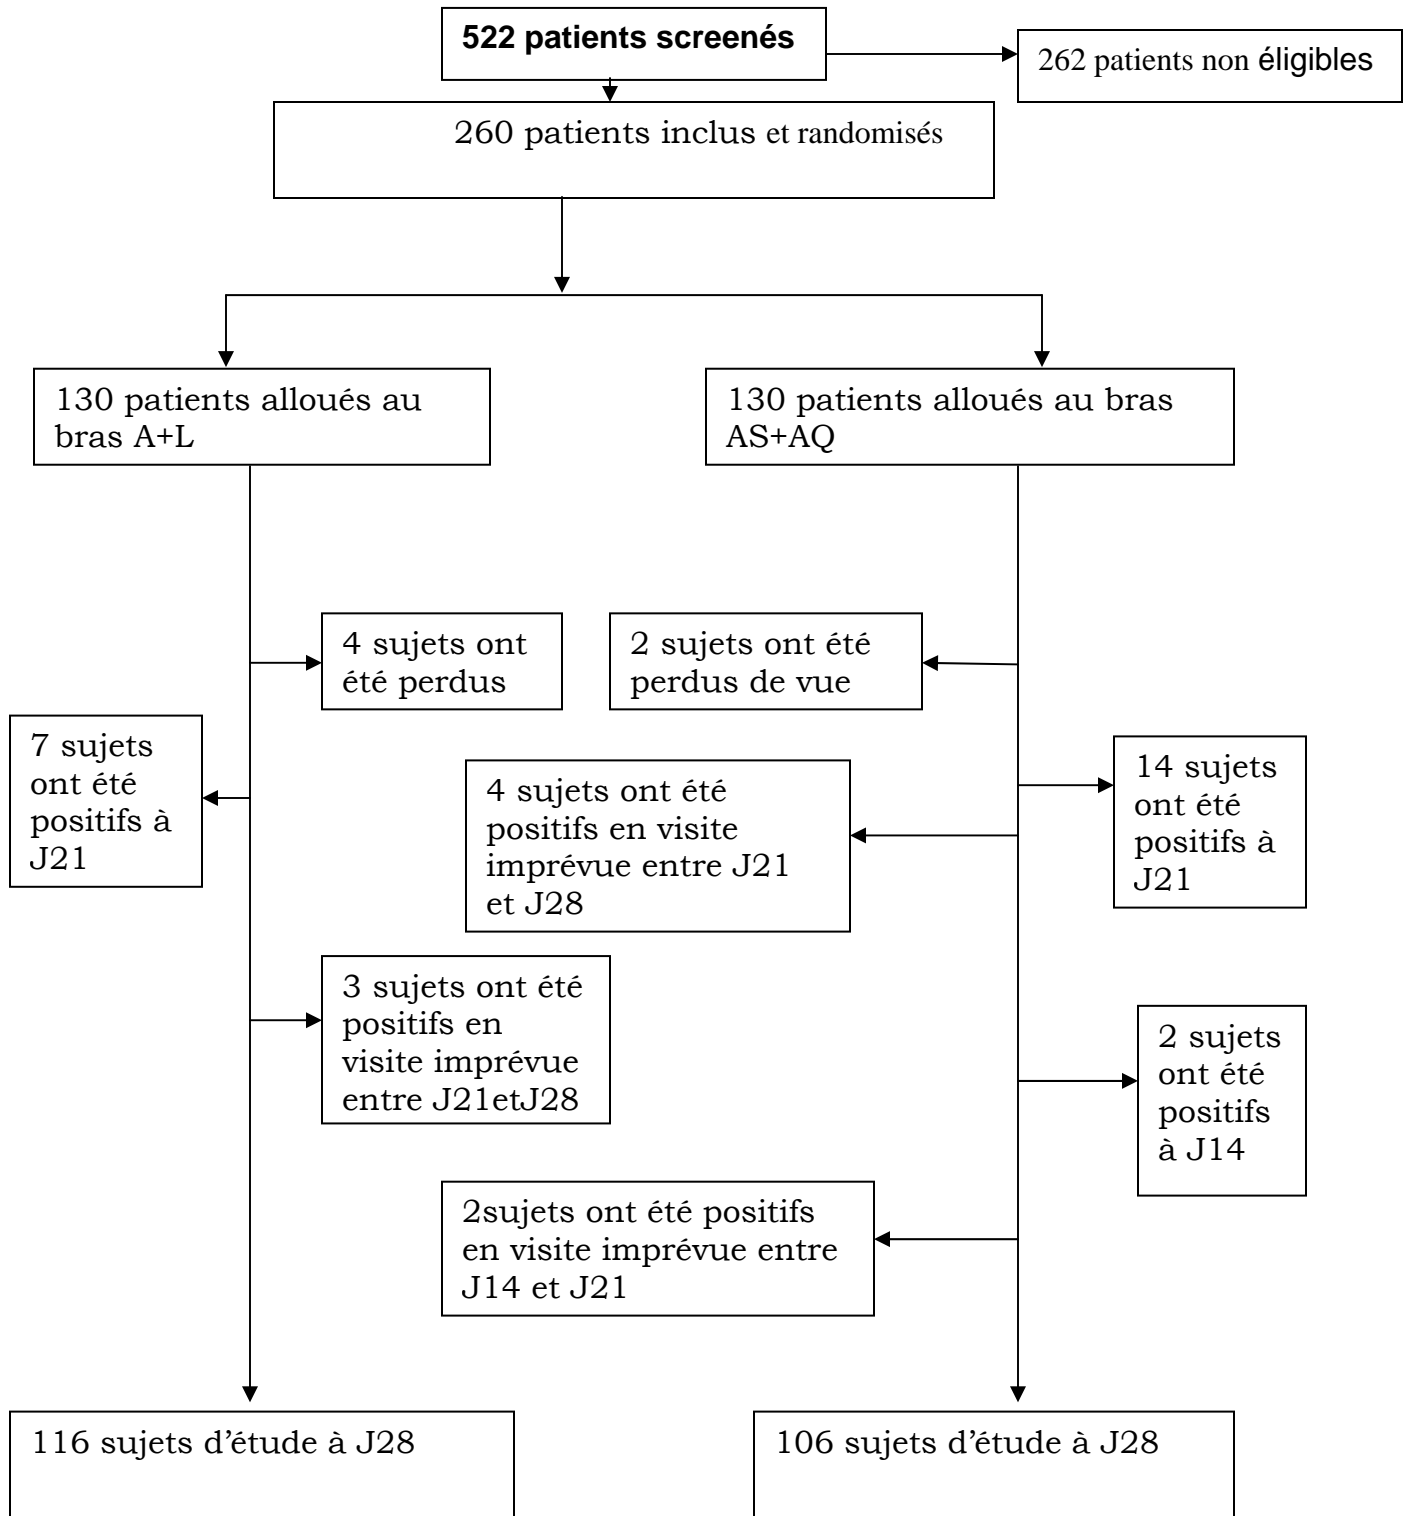 522 patients screenés
262 patients non éligibles
260 patients inclus et randomisés
130 patients alloués au
bras A+L
130 patients alloués au bras
AS+AQ
4 sujets ont
été perdus
2 sujets ont été
perdus de vue
7 sujets
ont été
positifs à
J21
4 sujets ont été
positifs en visite
imprévue entre J21
et J28
14 sujets
ont été
positifs à
J21
3 sujets ont été
positifs en
visite imprévue
entre J21etJ28
2 sujets
ont été
positifs
à J14
2sujets ont été positifs
en visite imprévue entre
J14 et J21
116 sujets d’étude à J28
106 sujets d’étude à J28